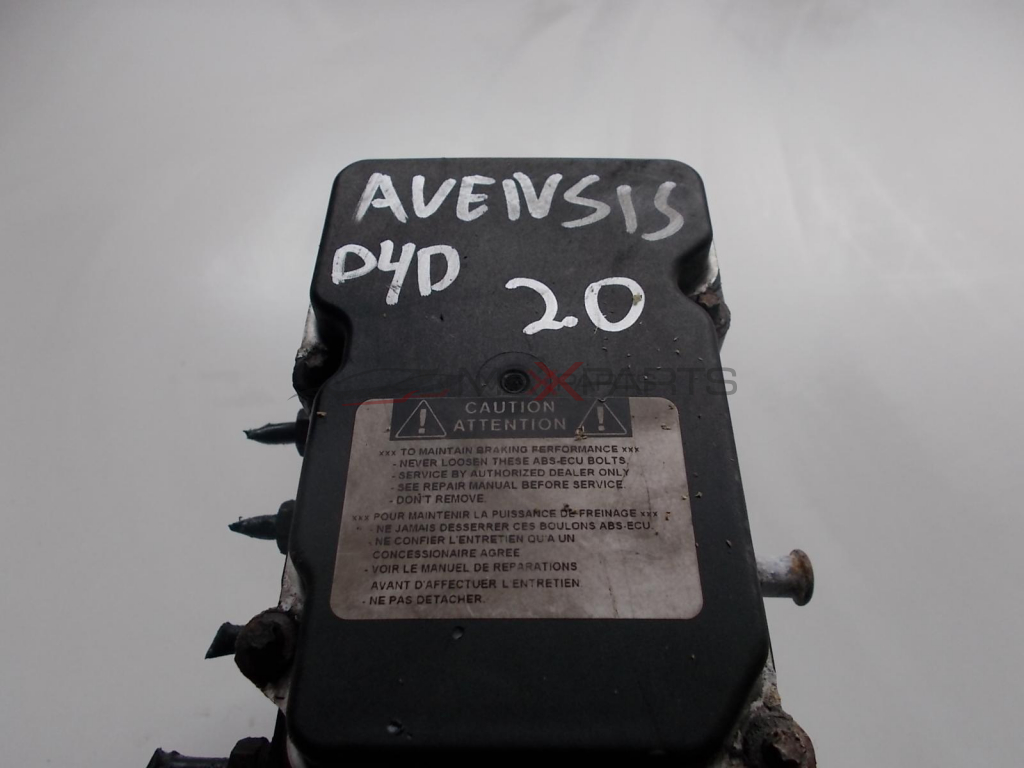 AVENSIS
D4D
20
PARTS
CAUTION
ATTENTION
xxx TO MAINTAIN BRAKING PERFORMANCE xxx
- NEVER LOOSEN THESE ABS-ECU BOLTS.
- SERVICE BY AUTHORIZED DEALER ONLY
- SEE REPAIR MANUAL BEFORE SERVICE.
- DON'T REMOVE.
xxx POUR MAINTENIR LA PUISSANCE DE FREINAGE xxx
- NE JAMAIS DESSERRER CES BOULONS ABS-ECU.
- NE CONFIER L'ENTRETIEN QU'A UN
CONCESSIONAIRE AGREE
- VOIR LE MANUEL DE REPARATIONS
AVANT D'AFFECTUER L'ENTRETIEN.
- NE PAS DETACHER.